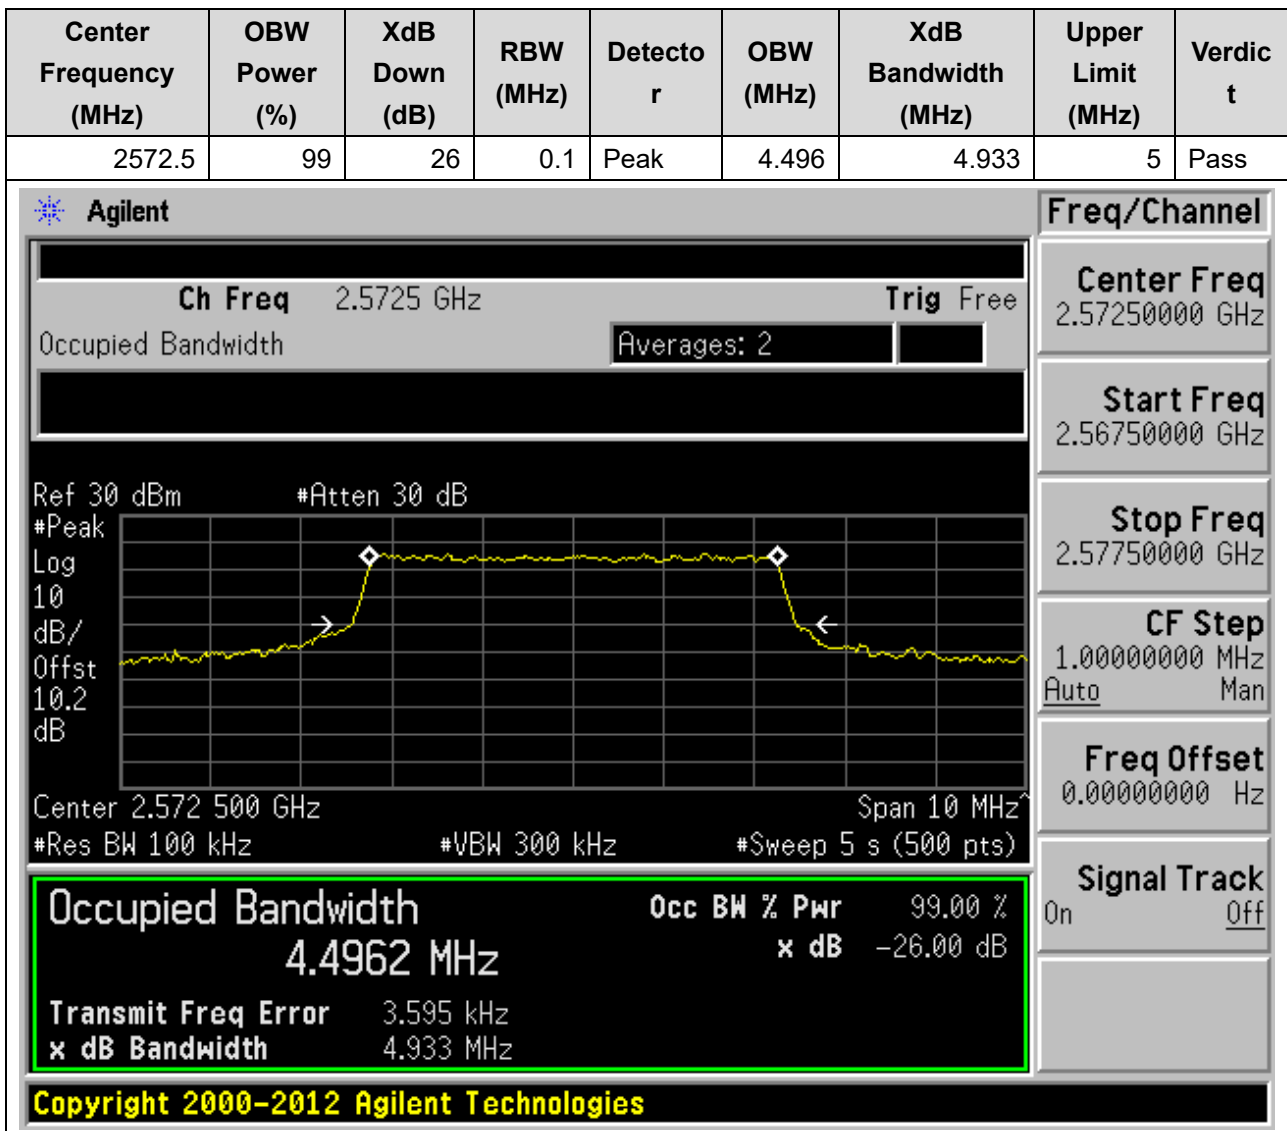 Center Frequency (MHz) OBW Power (%) XdB Down (dB) RBW (MHz) Detector OBW (MHz) XdB Bandwidth (MHz) Upper Limit (MHz) Verdict
2572.5 99 26 0.1 Peak 4.496 4.933 5 Pass
Agilent
Freq/Channel
Ch Freq 2.5725 GHz Trig Free
Occupied Bandwidth Averages: 2
Center Freq
2.57250000 GHz
Start Freq
2.56750000 GHz
Stop Freq
2.57750000 GHz
CF Step
1.00000000 MHz
Auto Man
Freq Offset
0.00000000 Hz
Signal Track
On Off
Ref 30 dBm #Atten 30 dB
#Peak
Log
10
dB/
Offst
10.2
dB
Center 2.572 500 GHz Span 10 MHz^
#Res BW 100 kHz #VBW 300 kHz #Sweep 5 s (500 pts)
Occupied Bandwidth Occ BW % Pwr 99.00 %
4.4962 MHz x dB -26.00 dB
Transmit Freq Error 3.595 kHz
x dB Bandwidth 4.933 MHz
Copyright 2000-2012 Agilent Technologies